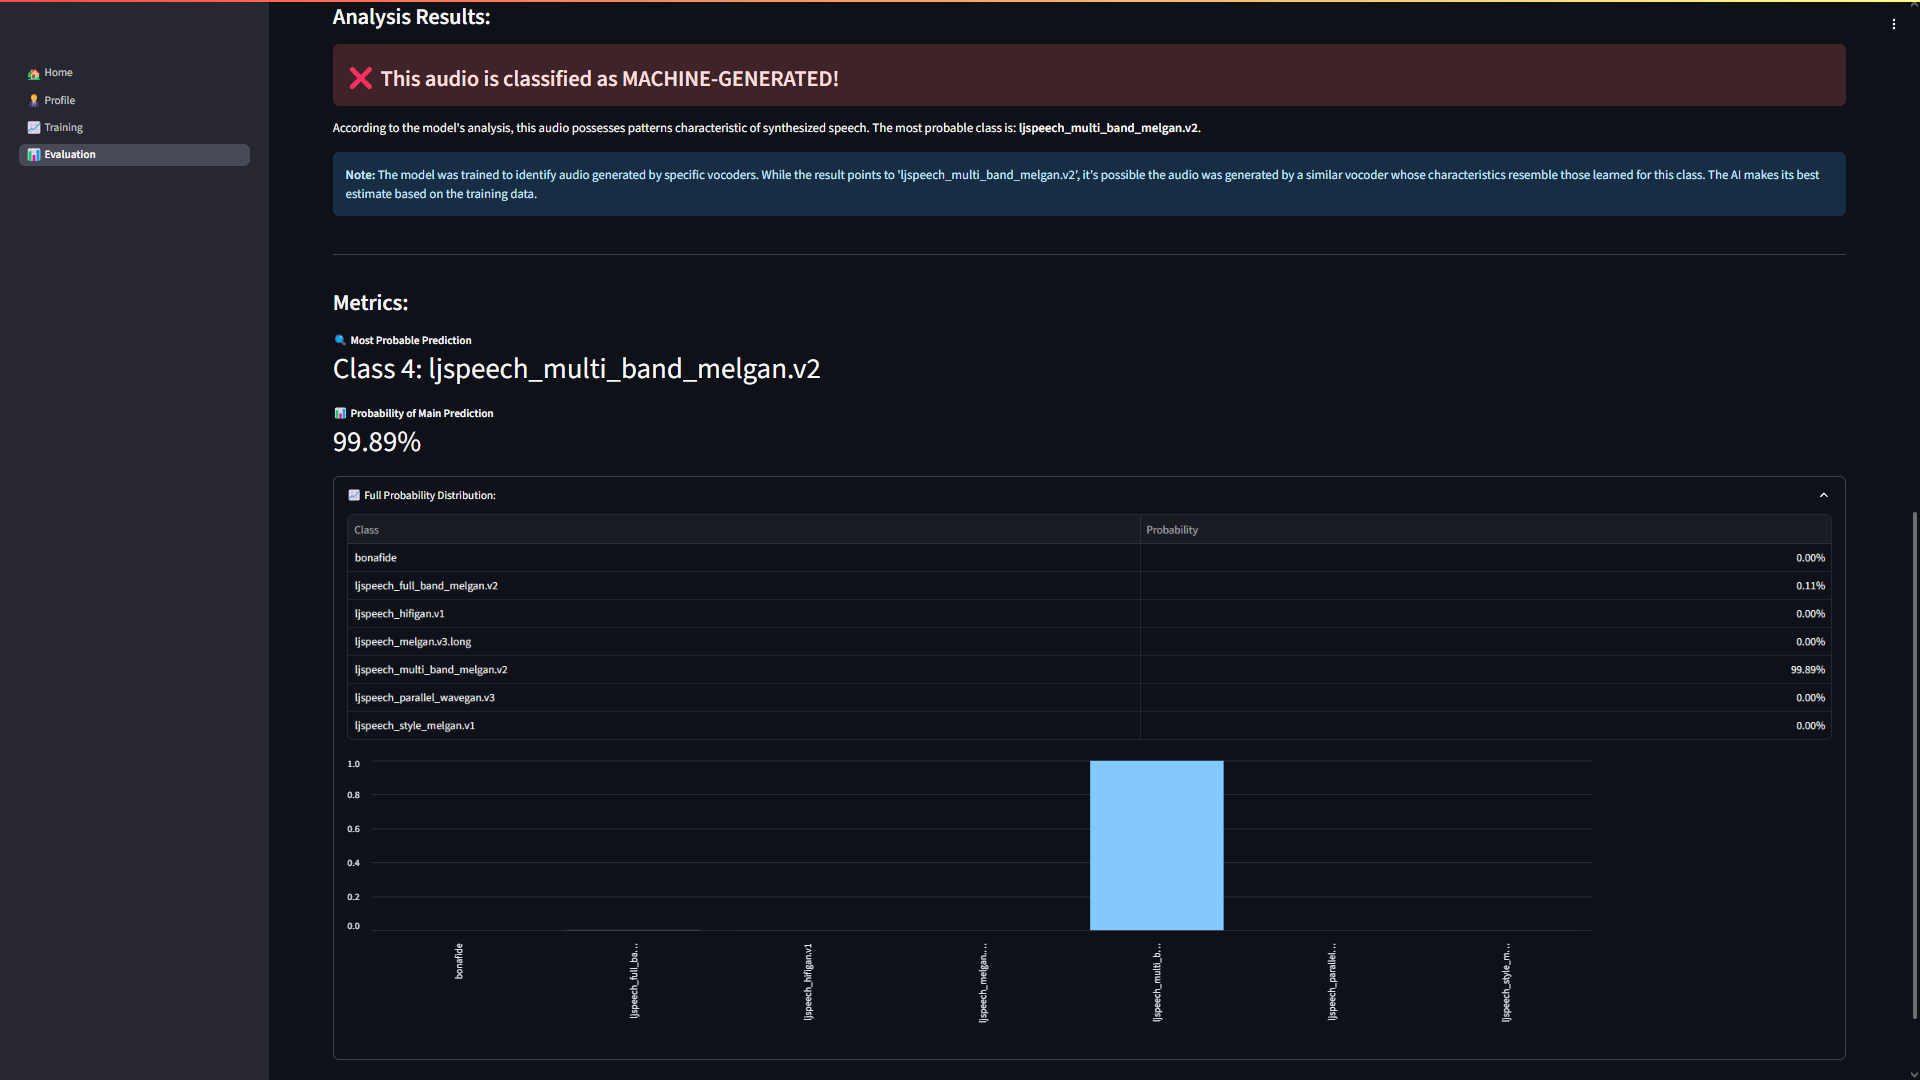 Home
Profile
Training
Evaluation
Analysis Results:
This audio is classified as MACHINE-GENERATED!
According to the model's analysis, this audio possesses patterns characteristic of synthesized speech. The most probable class is: ljspeech_multi_band_melgan.v2.
Note: The model was trained to identify audio generated by specific vocoders. While the result points to 'ljspeech_multi_band_melgan.v2', it's possible the audio was generated by a similar vocoder whose characteristics resemble those learned for this class. The AI makes its best
estimate based on the training data.
Metrics:
Most Probable Prediction
Class 4: ljspeech_multi_band_melgan.v2
Probability of Main Prediction
99.89%
Full Probability Distribution:
Class Probability
bonafide 0.00%
ljspeech_full_band_melgan.v2 0.11%
ljspeech_hifigan.v1 0.00%
ljspeech_melgan.v3.long 0.00%
ljspeech_multi_band_melgan.v2 99.89%
ljspeech_parallel_wavegan.v3 0.00%
ljspeech_style_melgan.v1 0.00%
1.0
0.8
0.6
0.4
0.2
0.0
bonafide
ljspeech_full_ba…
ljspeech_hifigan.v1
ljspeech_melgan.…
ljspeech_multi_b…
ljspeech_parallel…
ljspeech_style_m…